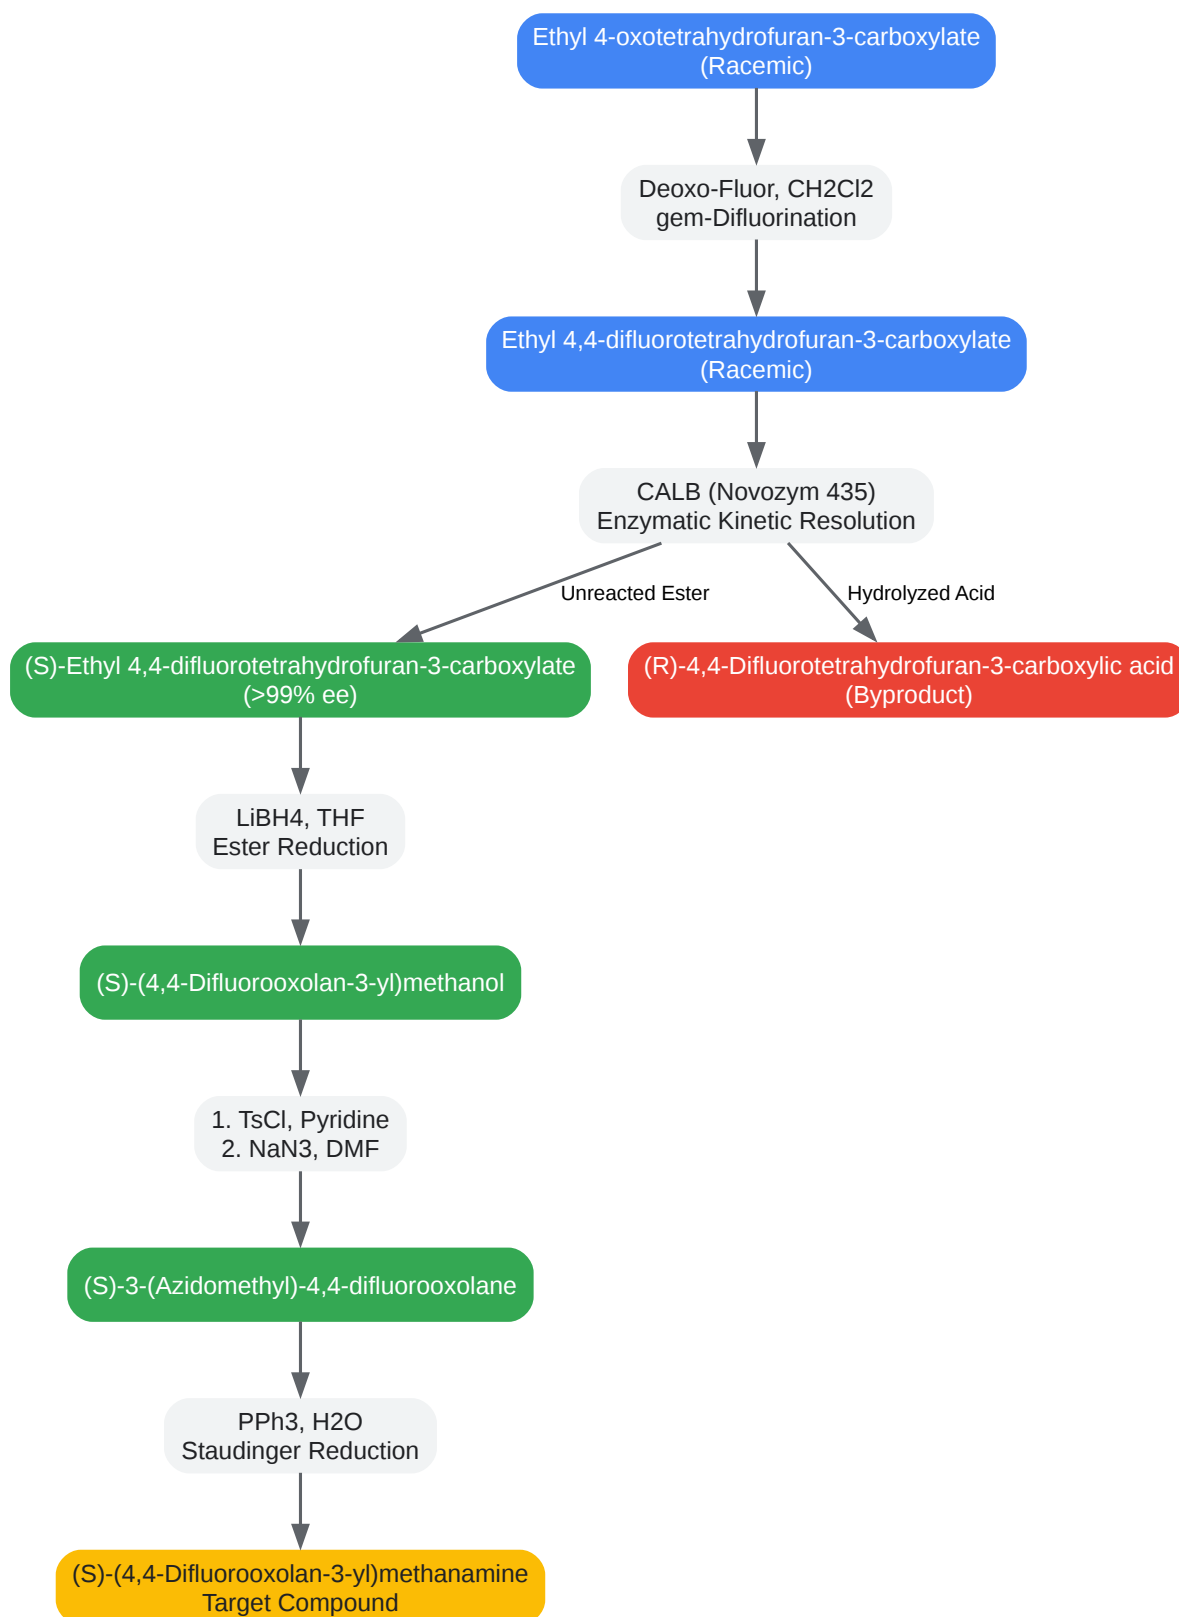 Ethyl 4-oxotetrahydrofuran-3-carboxylate
(Racemic)
Deoxo-Fluor, CH2Cl2
gem-Difluorination
Ethyl 4,4-difluorotetrahydrofuran-3-carboxylate
(Racemic)
CALB (Novozym 435)
Enzymatic Kinetic Resolution
Unreacted Ester
Hydrolyzed Acid
(S)-Ethyl 4,4-difluorotetrahydrofuran-3-carboxylate
(>99% ee)
(R)-4,4-Difluorotetrahydrofuran-3-carboxylic acid
(Byproduct)
LiBH4, THF
Ester Reduction
(S)-(4,4-Difluorooxolan-3-yl)methanol
1. TsCl, Pyridine
2. NaN3, DMF
(S)-3-(Azidomethyl)-4,4-difluorooxolane
PPh3, H2O
Staudinger Reduction
(S)-(4,4-Difluorooxolan-3-yl)methanamine
Target Compound